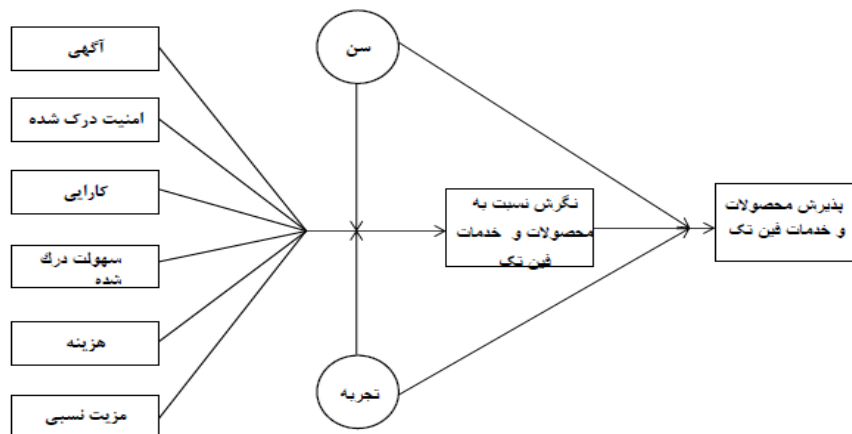 آگهی
امنیت درک شده
کارایی
سهولت درك
شده
هزینه
مزیت نسبی
سن
تجربه
نگرش نسبت به
محصولات و خدمات
فین تک
پذیرش محصولات
و خدمات فین تک